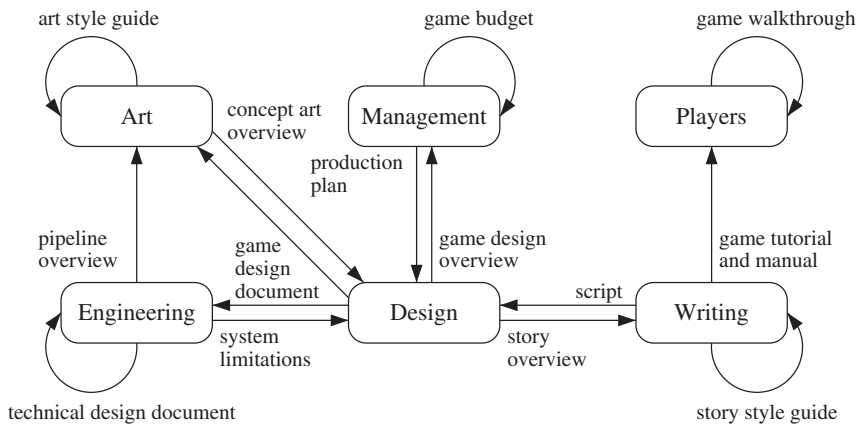 art style guide
game budget
game walkthrough
Art
concept art
overview
Management
Players
production
plan
pipeline
overview
game
design
document
game design
overview
game tutorial
and manual
Engineering
system
limitations
Design
script
story
overview
Writing
technical design document
story style guide